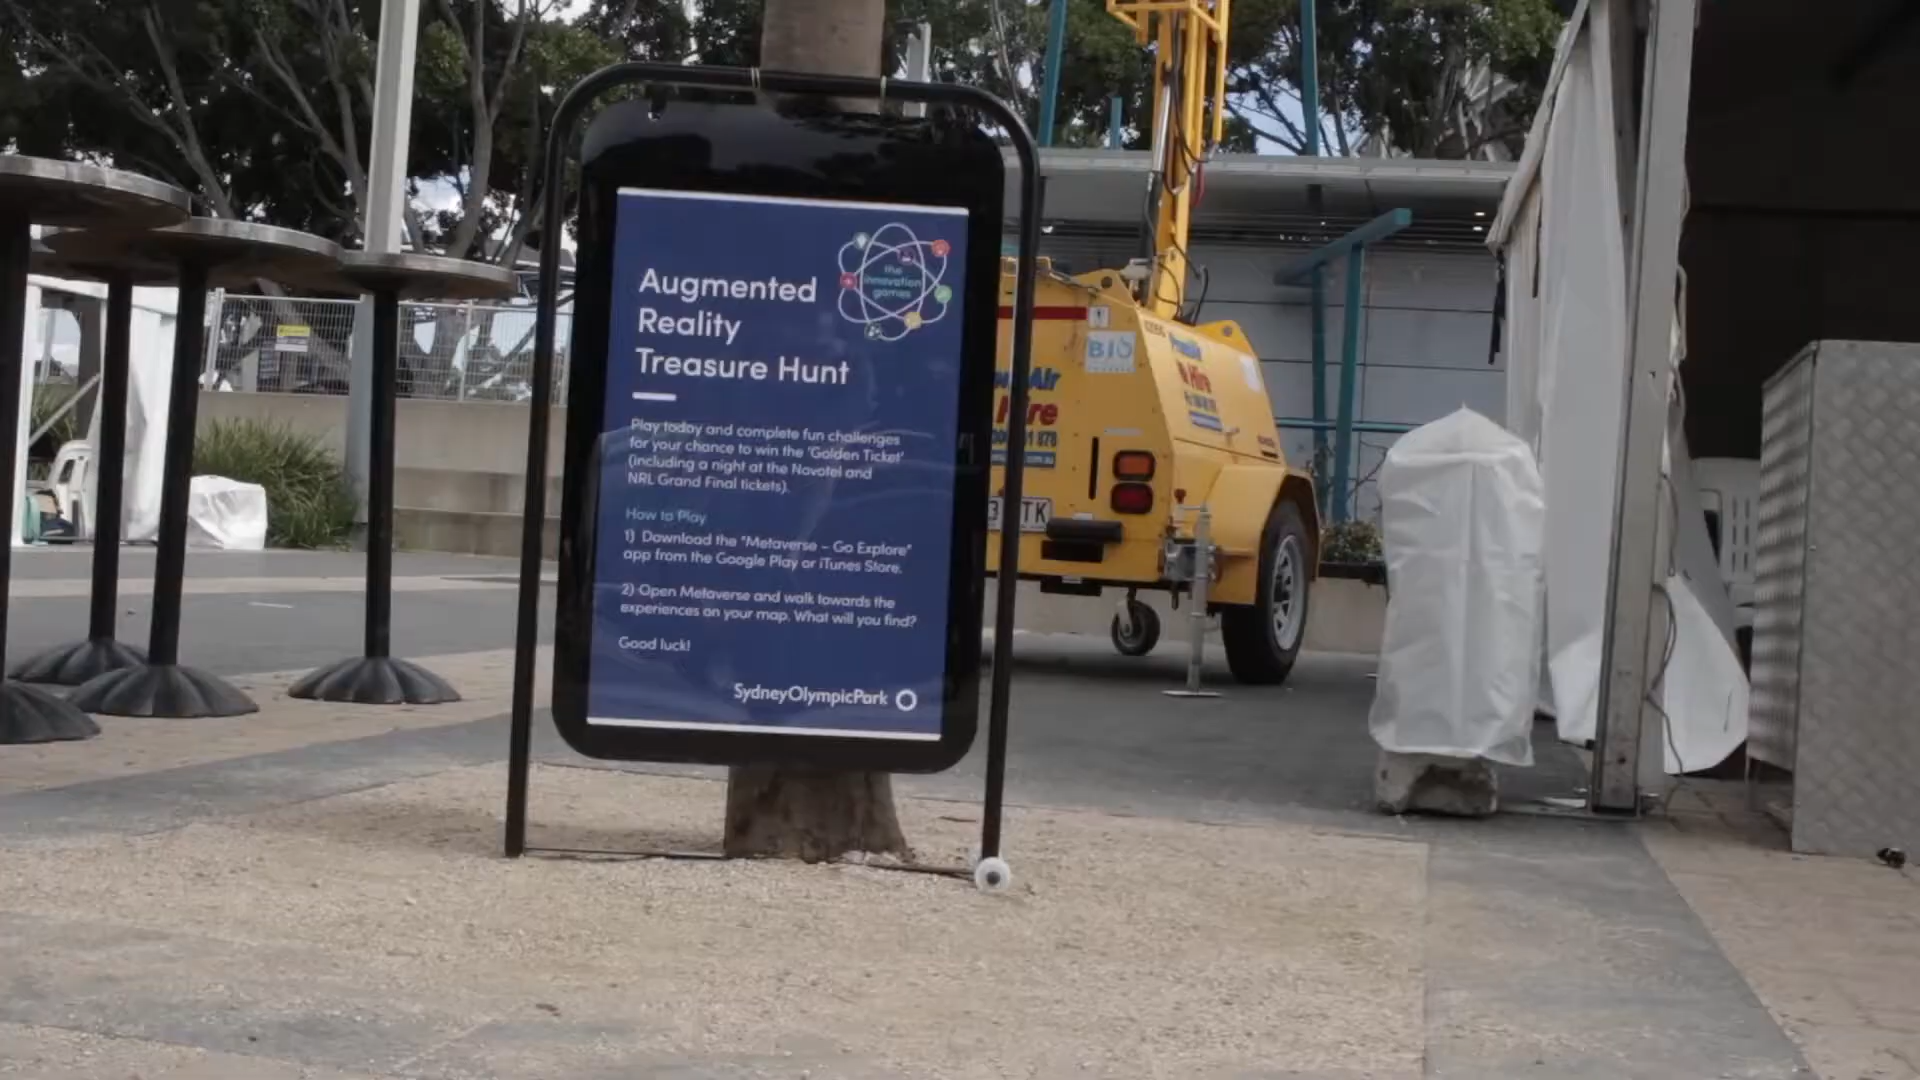 Augmented
Reality
Treasure Hunt
the
innovation
games
Play today and complete fun challenges
for your chance to win the 'Golden Ticket'
(including a night at the Novotel and
NRL Grand Final tickets).
How to Play
1) Download the "Metaverse – Go Explore"
app from the Google Play or iTunes Store.
2) Open Metaverse and walk towards the
experiences on your map. What will you find?
Good luck!
SydneyOlympicPark
Air
Hire
BIO
Hire
TK